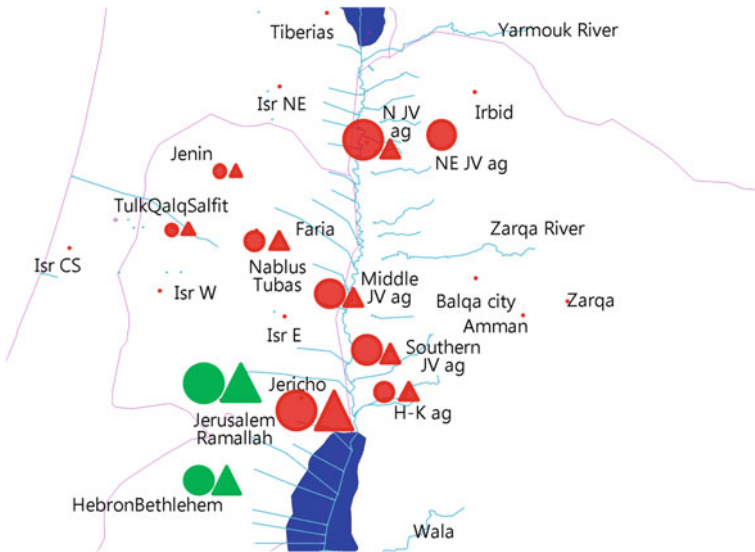 Tiberias
Yarmouk River
Isr NE
N JV
ag
Irbid
NE JV ag
Jenin
TulkQalqSalfit
Faria
Zarqa River
Isr CS
Nablus
Tubas
Middle
JV ag
Isr W
Balqa city
Zarqa
Amman
Isr E
Southern
JV ag
Jericho
H-K ag
Jerusalem
Ramallah
HebronBethlehem
Wala